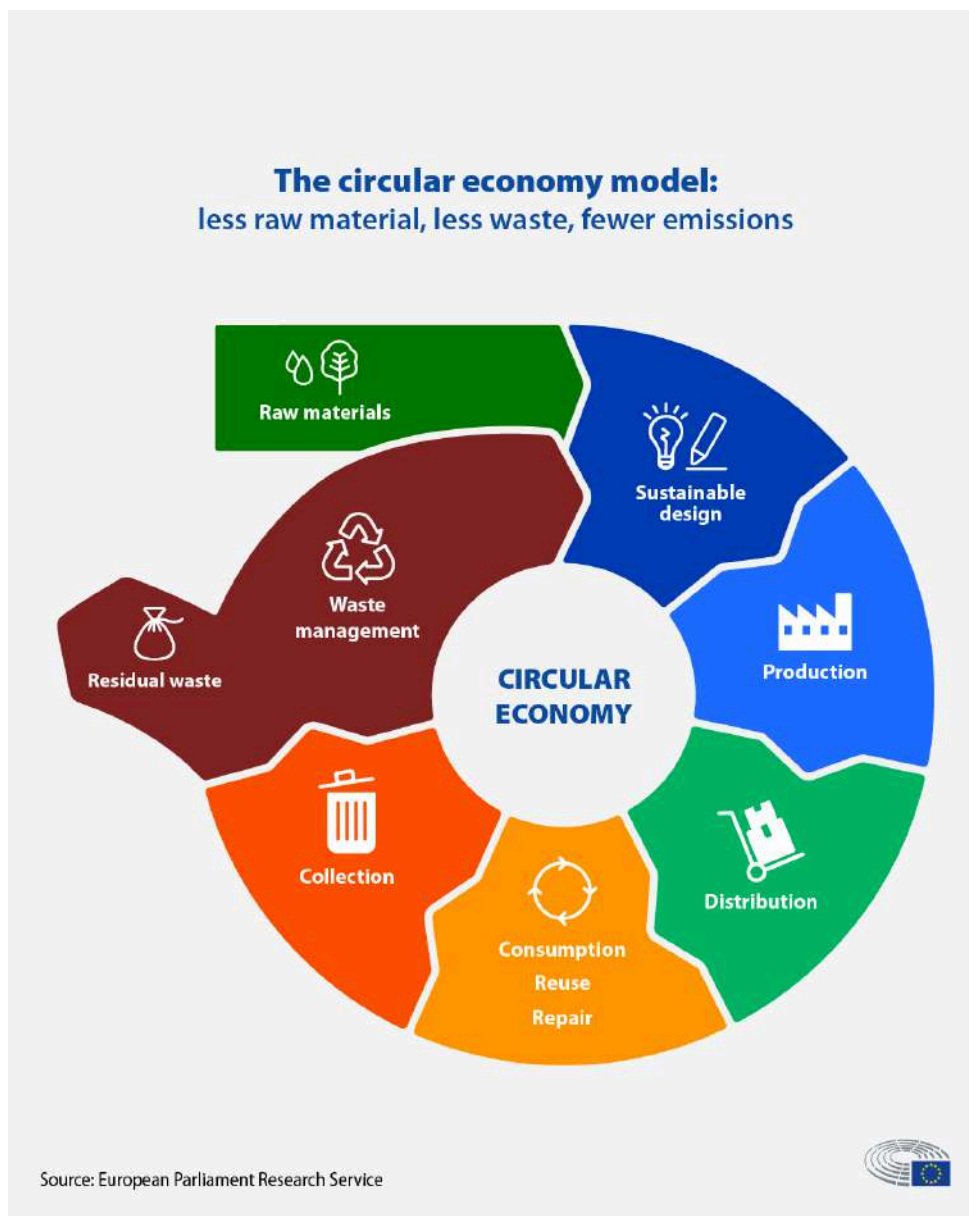 The circular economy model:
less raw material, less waste, fewer emissions
Raw materials
Sustainable
design
Production
Distribution
Consumption
Reuse
Repair
Collection
Waste
management
Residual waste
CIRCULAR
ECONOMY
Source: European Parliament Research Service